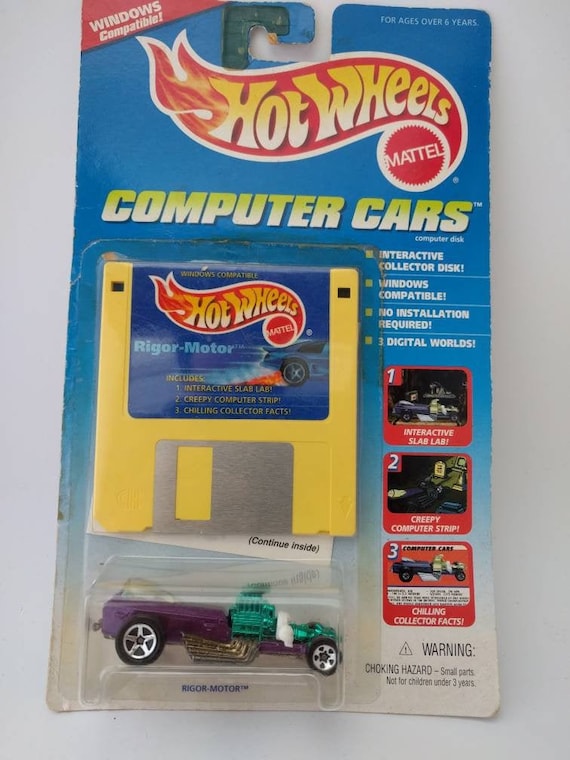 WINDOWS
Compatible!
FOR AGES OVER 6 YEARS.
HOT WHEELS
MATTEL
®
COMPUTER CARS™
computer disk
INTERACTIVE
COLLECTOR DISK!
WINDOWS
COMPATIBLE!
NO INSTALLATION
REQUIRED!
3 DIGITAL WORLDS!
WINDOWS COMPATIBLE
HOT WHEELS
MATTEL
®
Rigor-Motor™
INCLUDES:
1. INTERACTIVE SLAB LAB!
2. CREEPY COMPUTER STRIP!
3. CHILLING COLLECTOR FACTS!
(Continue inside)
1
INTERACTIVE
SLAB LAB!
2
CREEPY
COMPUTER STRIP!
3
COMPUTER CARS
CHILLING
COLLECTOR FACTS!
WARNING:
CHOKING HAZARD – Small parts.
Not for children under 3 years.
RIGOR-MOTOR™